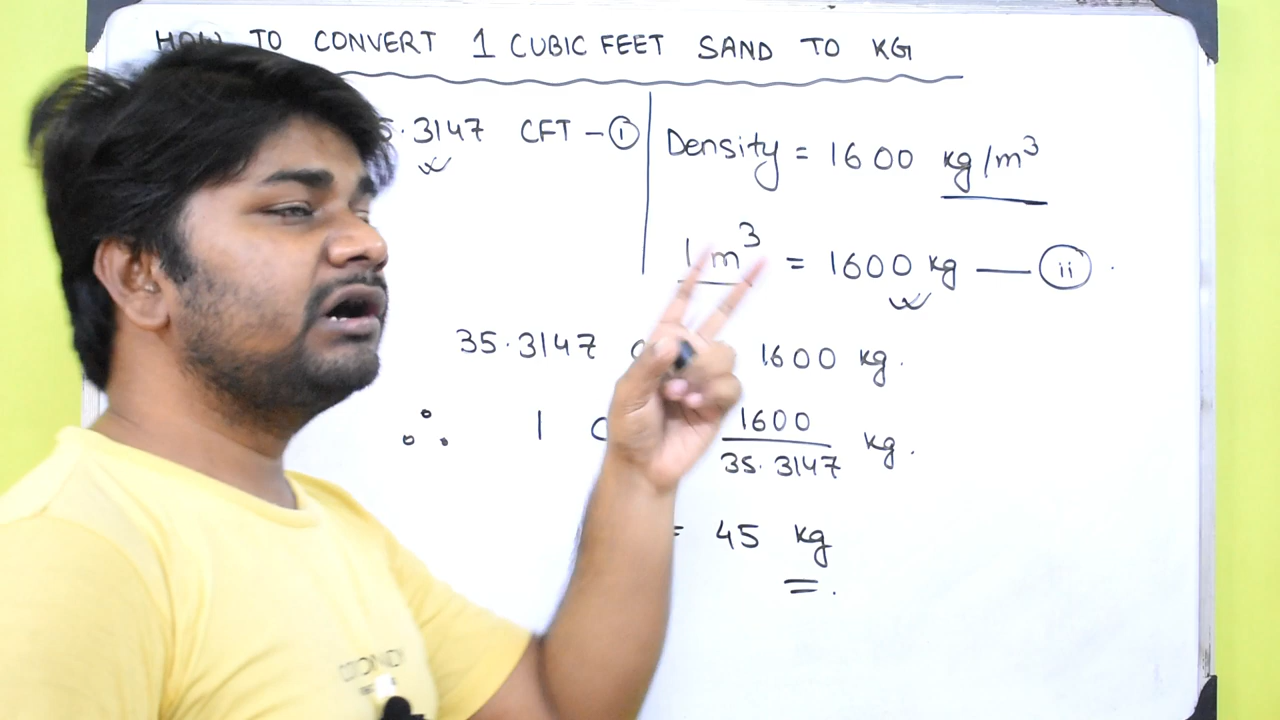 HOW TO CONVERT 1 CUBIC FEET SAND TO KG
5.3147 CFT - (i)
Density = 1600 kg/m³
1 m³ = 1600 kg — (ii)
35.3147 1600 kg.
∴ 1 1600/35.3147 kg.
= 45 kg